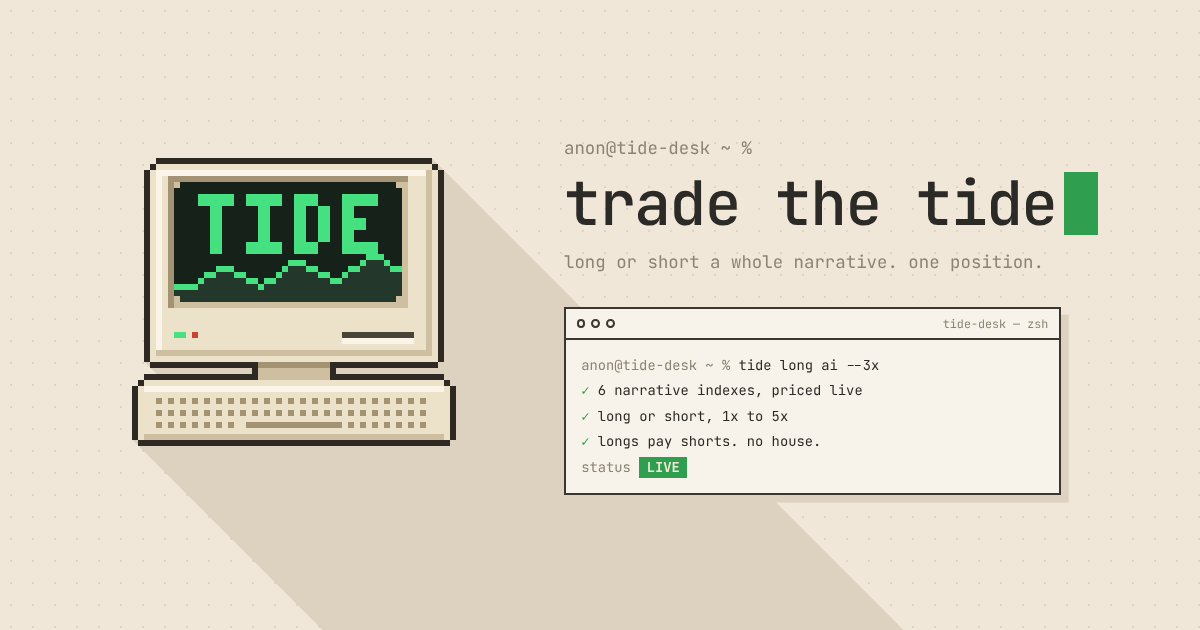 TIDE
anon@tide-desk ~ %
trade the tide
long or short a whole narrative. one position.
tide-desk — zsh
anon@tide-desk ~ % tide long ai --3x
✓ 6 narrative indexes, priced live
✓ long or short, 1x to 5x
✓ longs pay shorts. no house.
status LIVE